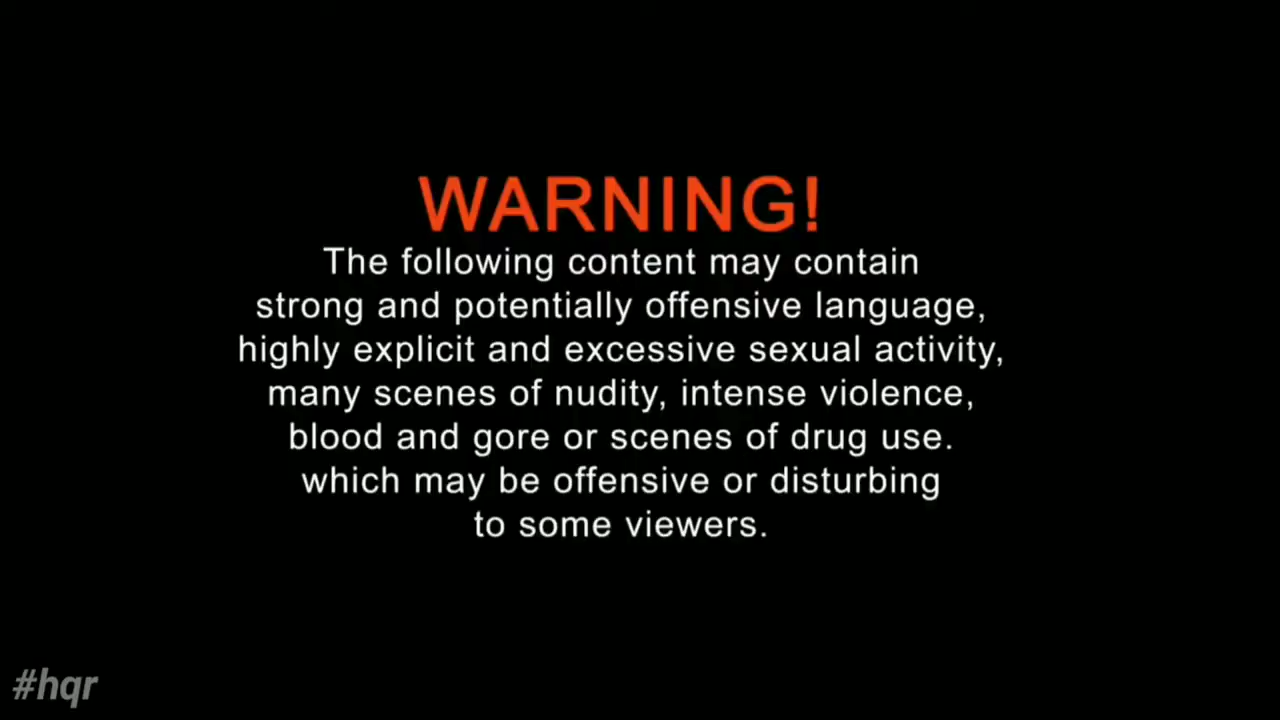 WARNING!
The following content may contain
strong and potentially offensive language,
highly explicit and excessive sexual activity,
many scenes of nudity, intense violence,
blood and gore or scenes of drug use.
which may be offensive or disturbing
to some viewers.
#hqr